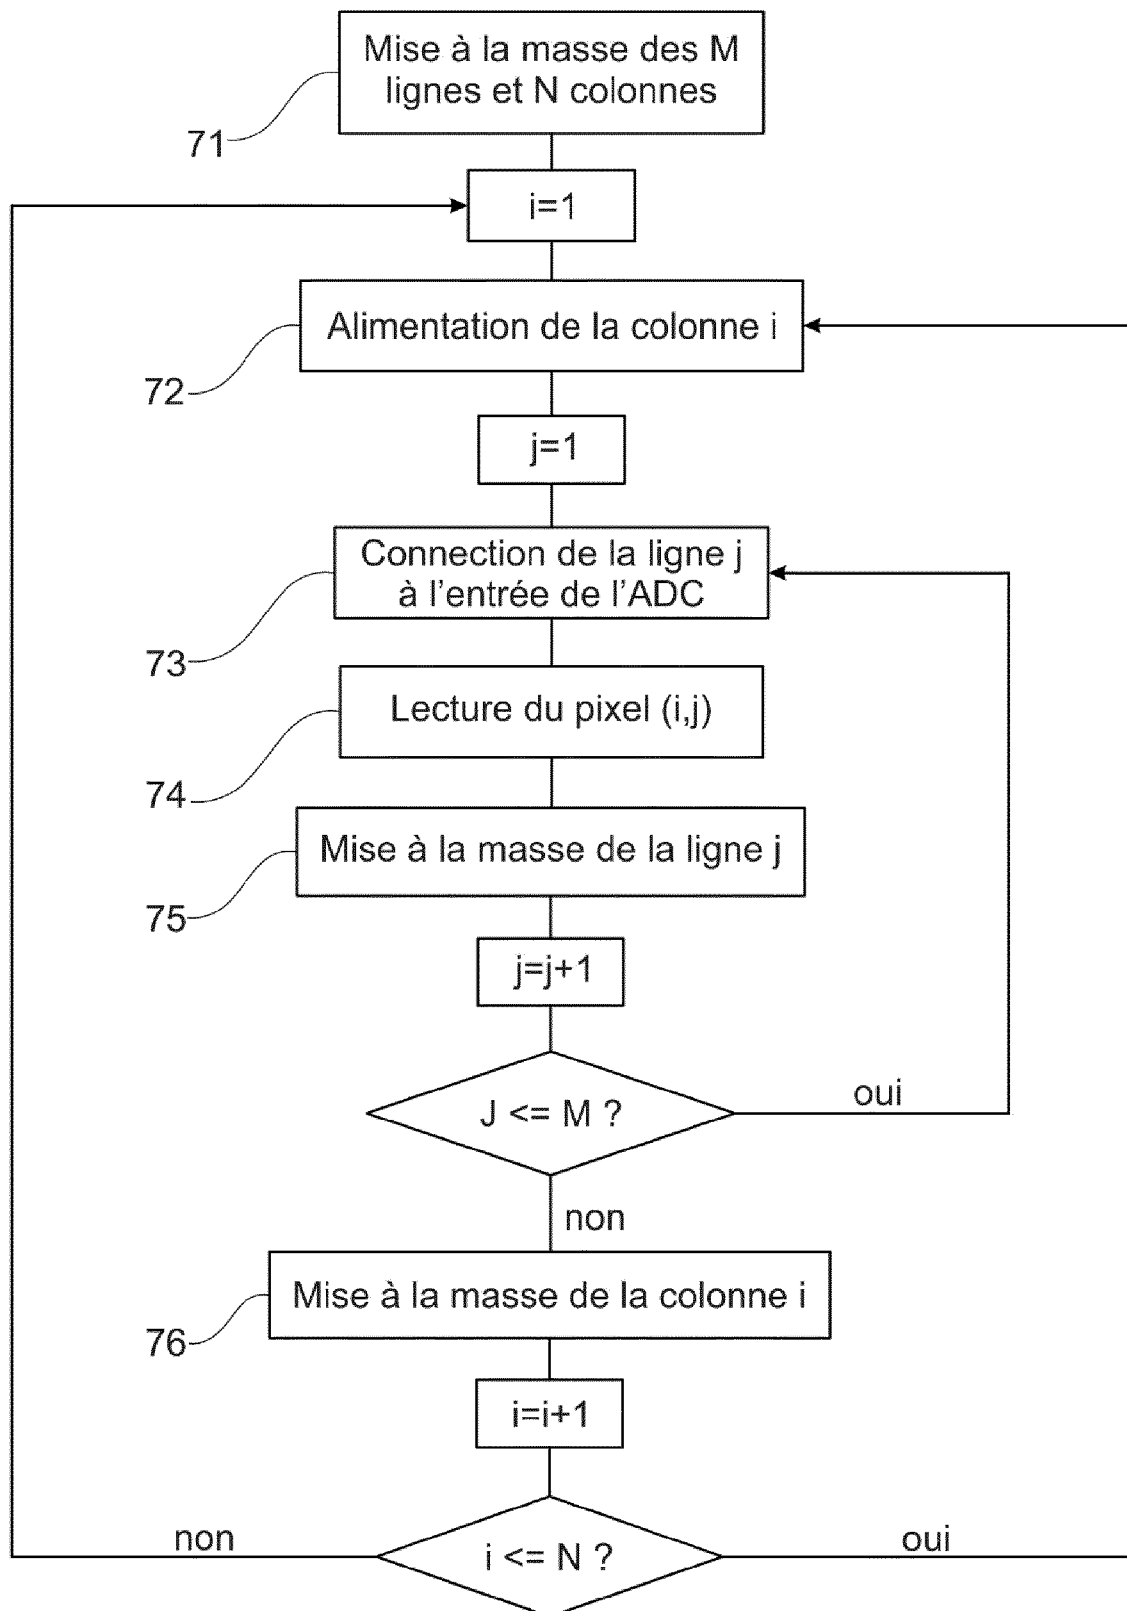 Mise à la masse des M
lignes et N colonnes
71
i=1
Alimentation de la colonne i
72
j=1
Connection de la ligne j
à l'entrée de l'ADC
73
Lecture du pixel (i,j)
74
Mise à la masse de la ligne j
75
j=j+1
J <= M ?
oui
non
Mise à la masse de la colonne i
76
i=i+1
non
i <= N ?
oui